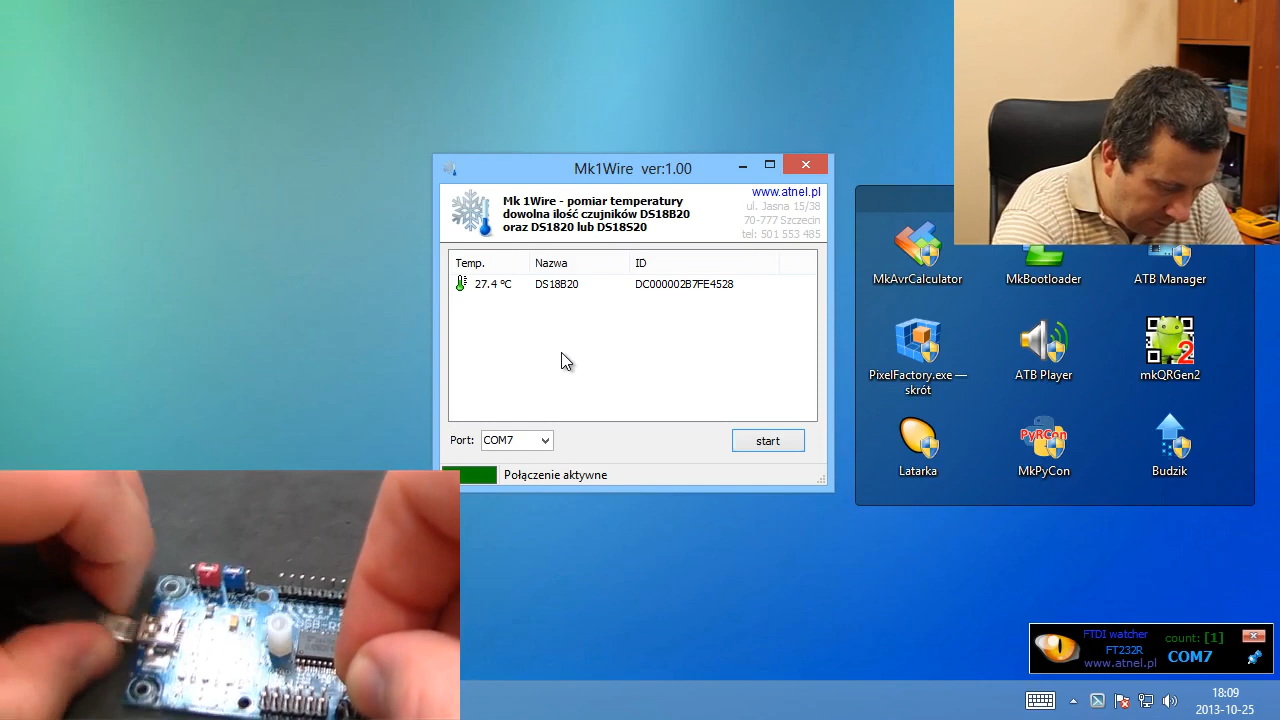 Mk1Wire ver:1.00
Mk 1Wire - pomiar temperatury
dowolna ilość czujników DS18B20
oraz DS1820 lub DS18S20
www.atnel.pl
ul. Jasna 15/38
70-777 Szczecin
tel: 501 553 485
Temp. Nazwa ID
27.4 °C DS18B20 DC000002B7FE4528
Port: COM7 start
Połączenie aktywne
MkAvrCalculator
MkBootloader
ATB Manager
PixelFactory.exe —
skrót
ATB Player
2
mkQRGen2
Latarka
PyRCon
MkPyCon
Budzik
FTDI watcher
FT232R
www.atnel.pl
count: [1]
COM7
18:09
2013-10-25